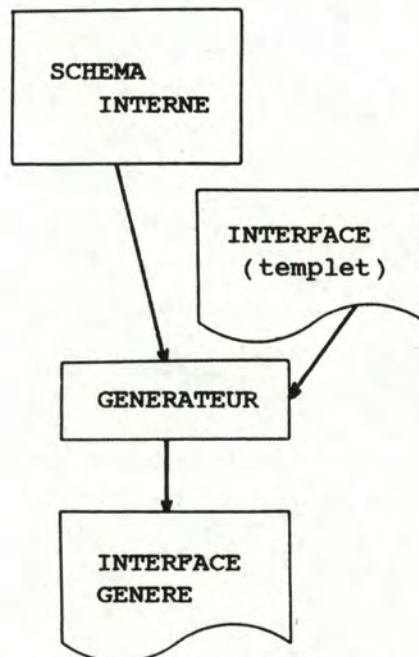 SCHEMA
INTERNE
INTERFACE
(templet)
GENERATEUR
INTERFACE
GENERE